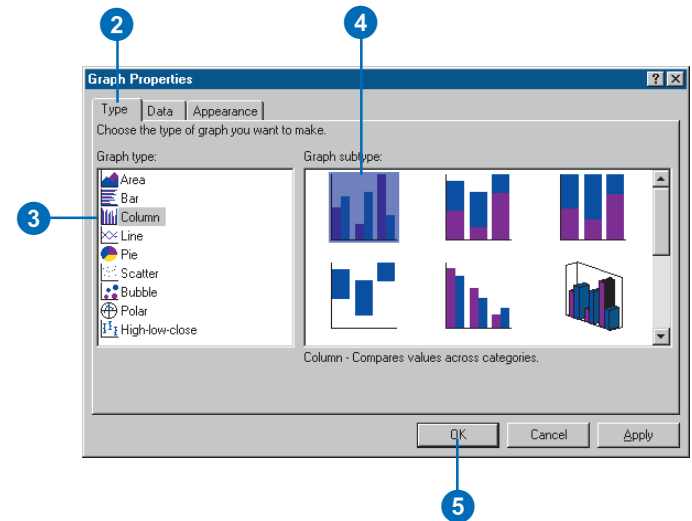 2
4
Graph Properties
Type Data Appearance
Choose the type of graph you want to make.
Graph type:
Graph subtype:
Area
Bar
3
Column
Line
Pie
Scatter
Bubble
Polar
High-low-close
Column - Compares values across categories.
OK Cancel Apply
5